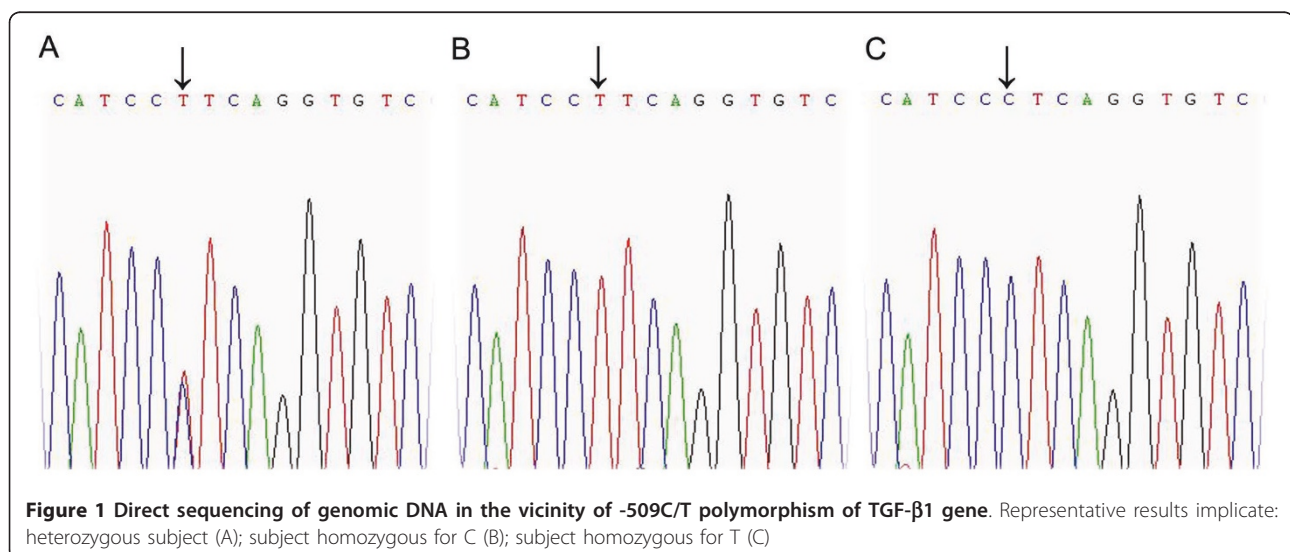 A B C
C A T C C T T C A G G T G T C C A T C C T T C A G G T G T C C A T C C C T C A G G T G T C
Figure 1 Direct sequencing of genomic DNA in the vicinity of -509C/T polymorphism of TGF-β1 gene. Representative results implicate:
heterozygous subject (A); subject homozygous for C (B); subject homozygous for T (C)